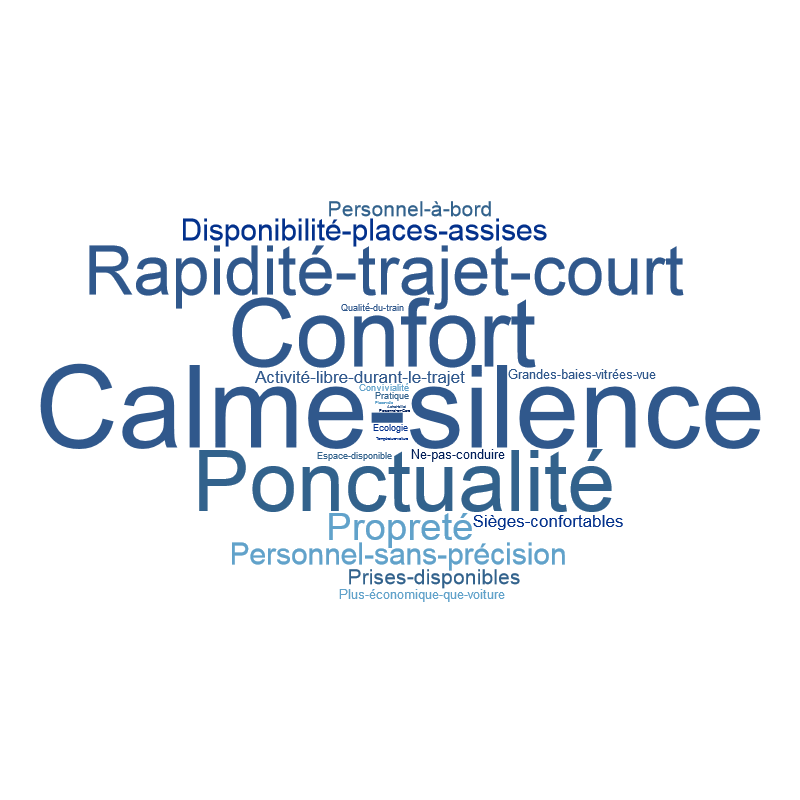 Personnel-à-bord
Disponibilité-places-assises
Rapidité-trajet-court
Qualité-du-train
Confort
Activité-libre-durant-le-trajet
Grandes-baies-vitrées-vue
Convivialité
Pratique
Calme-silence
Ecologie
Espace-disponible
Ne-pas-conduire
Ponctualité
Propreté
Sièges-confortables
Personnel-sans-précision
Prises-disponibles
Plus-économique-que-voiture